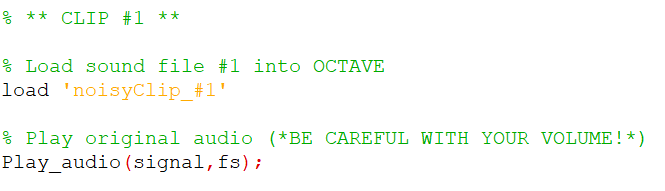 % ** CLIP #1 **
% Load sound file #1 into OCTAVE
load 'noisyClip_#1'
% Play original audio (*BE CAREFUL WITH YOUR VOLUME!*)
Play_audio(signal,fs);